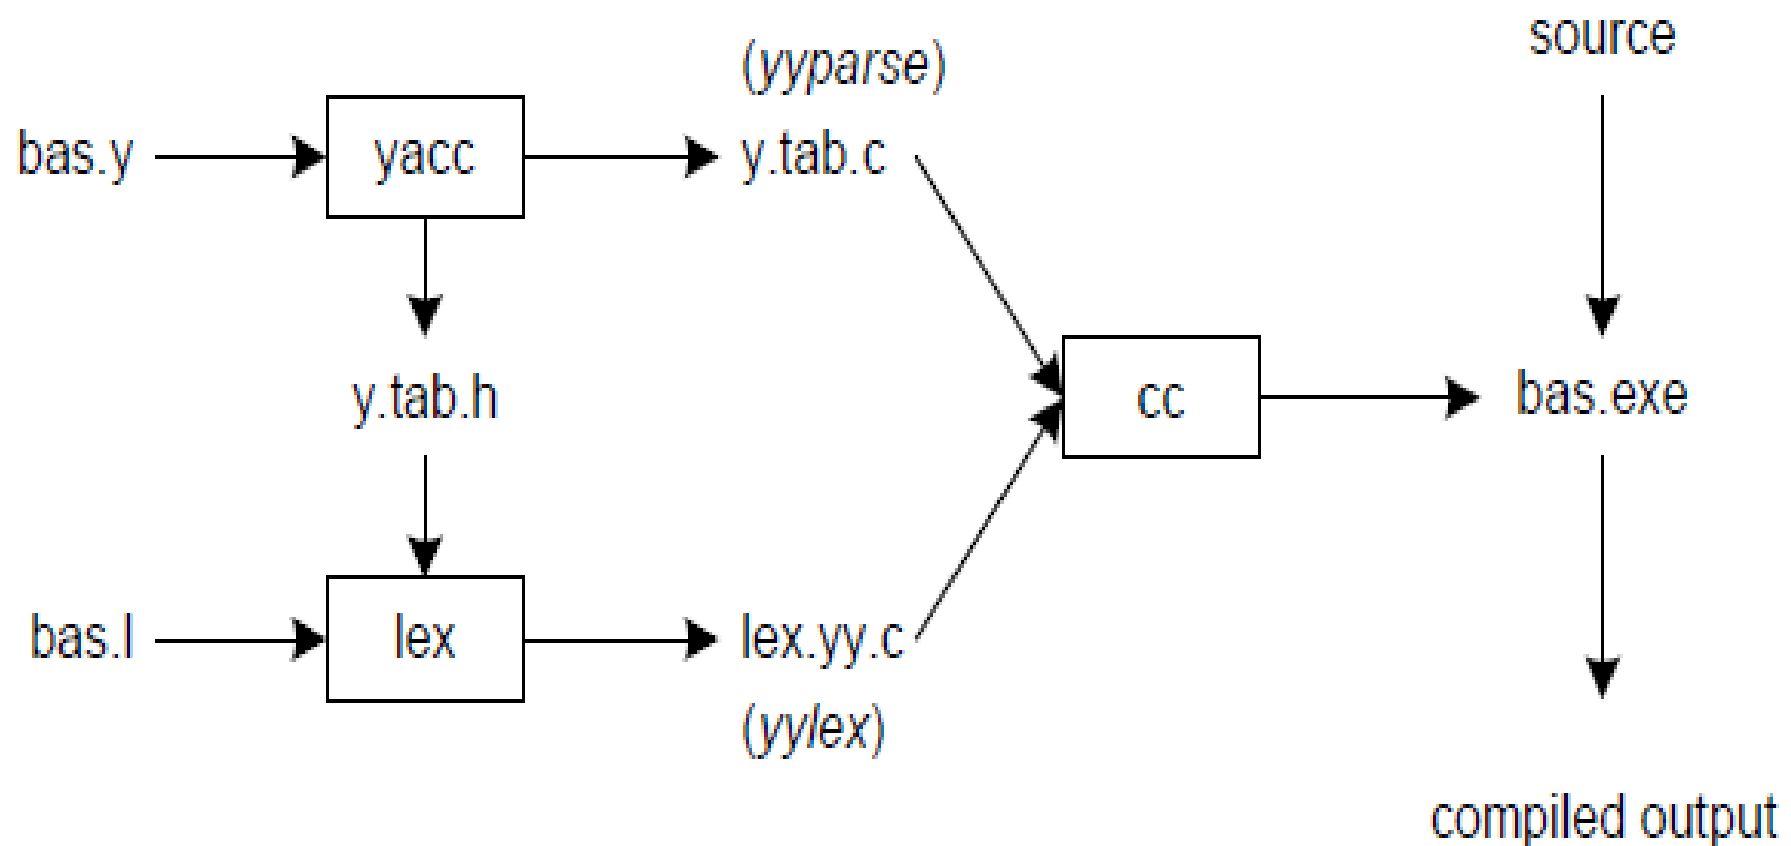 source
(yyparse)
bas.y
yacc
y.tab.c
y.tab.h
cc
bas.exe
bas.l
lex
lex.yy.c
(yylex)
compiled output